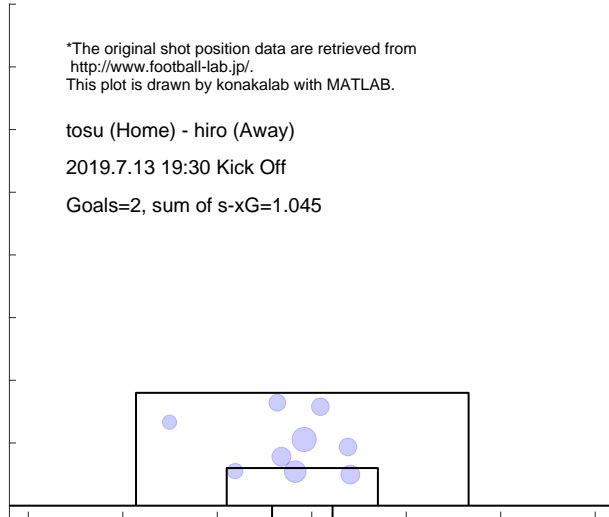 *The original shot position data are retrieved from
http://www.football-lab.jp/.
This plot is drawn by konakalab with MATLAB.
tosu (Home) - hiro (Away)
2019.7.13 19:30 Kick Off
Goals=2, sum of s-xG=1.045